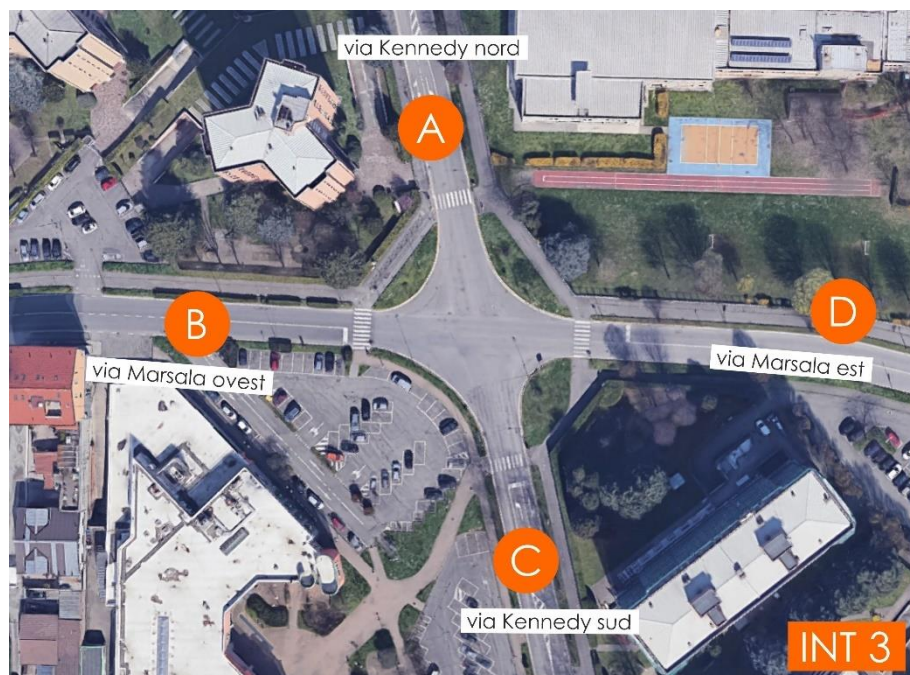 via Kennedy nord
A
B
D
via Marsala est
via Marsala ovest
C
via Kennedy sud
INT 3